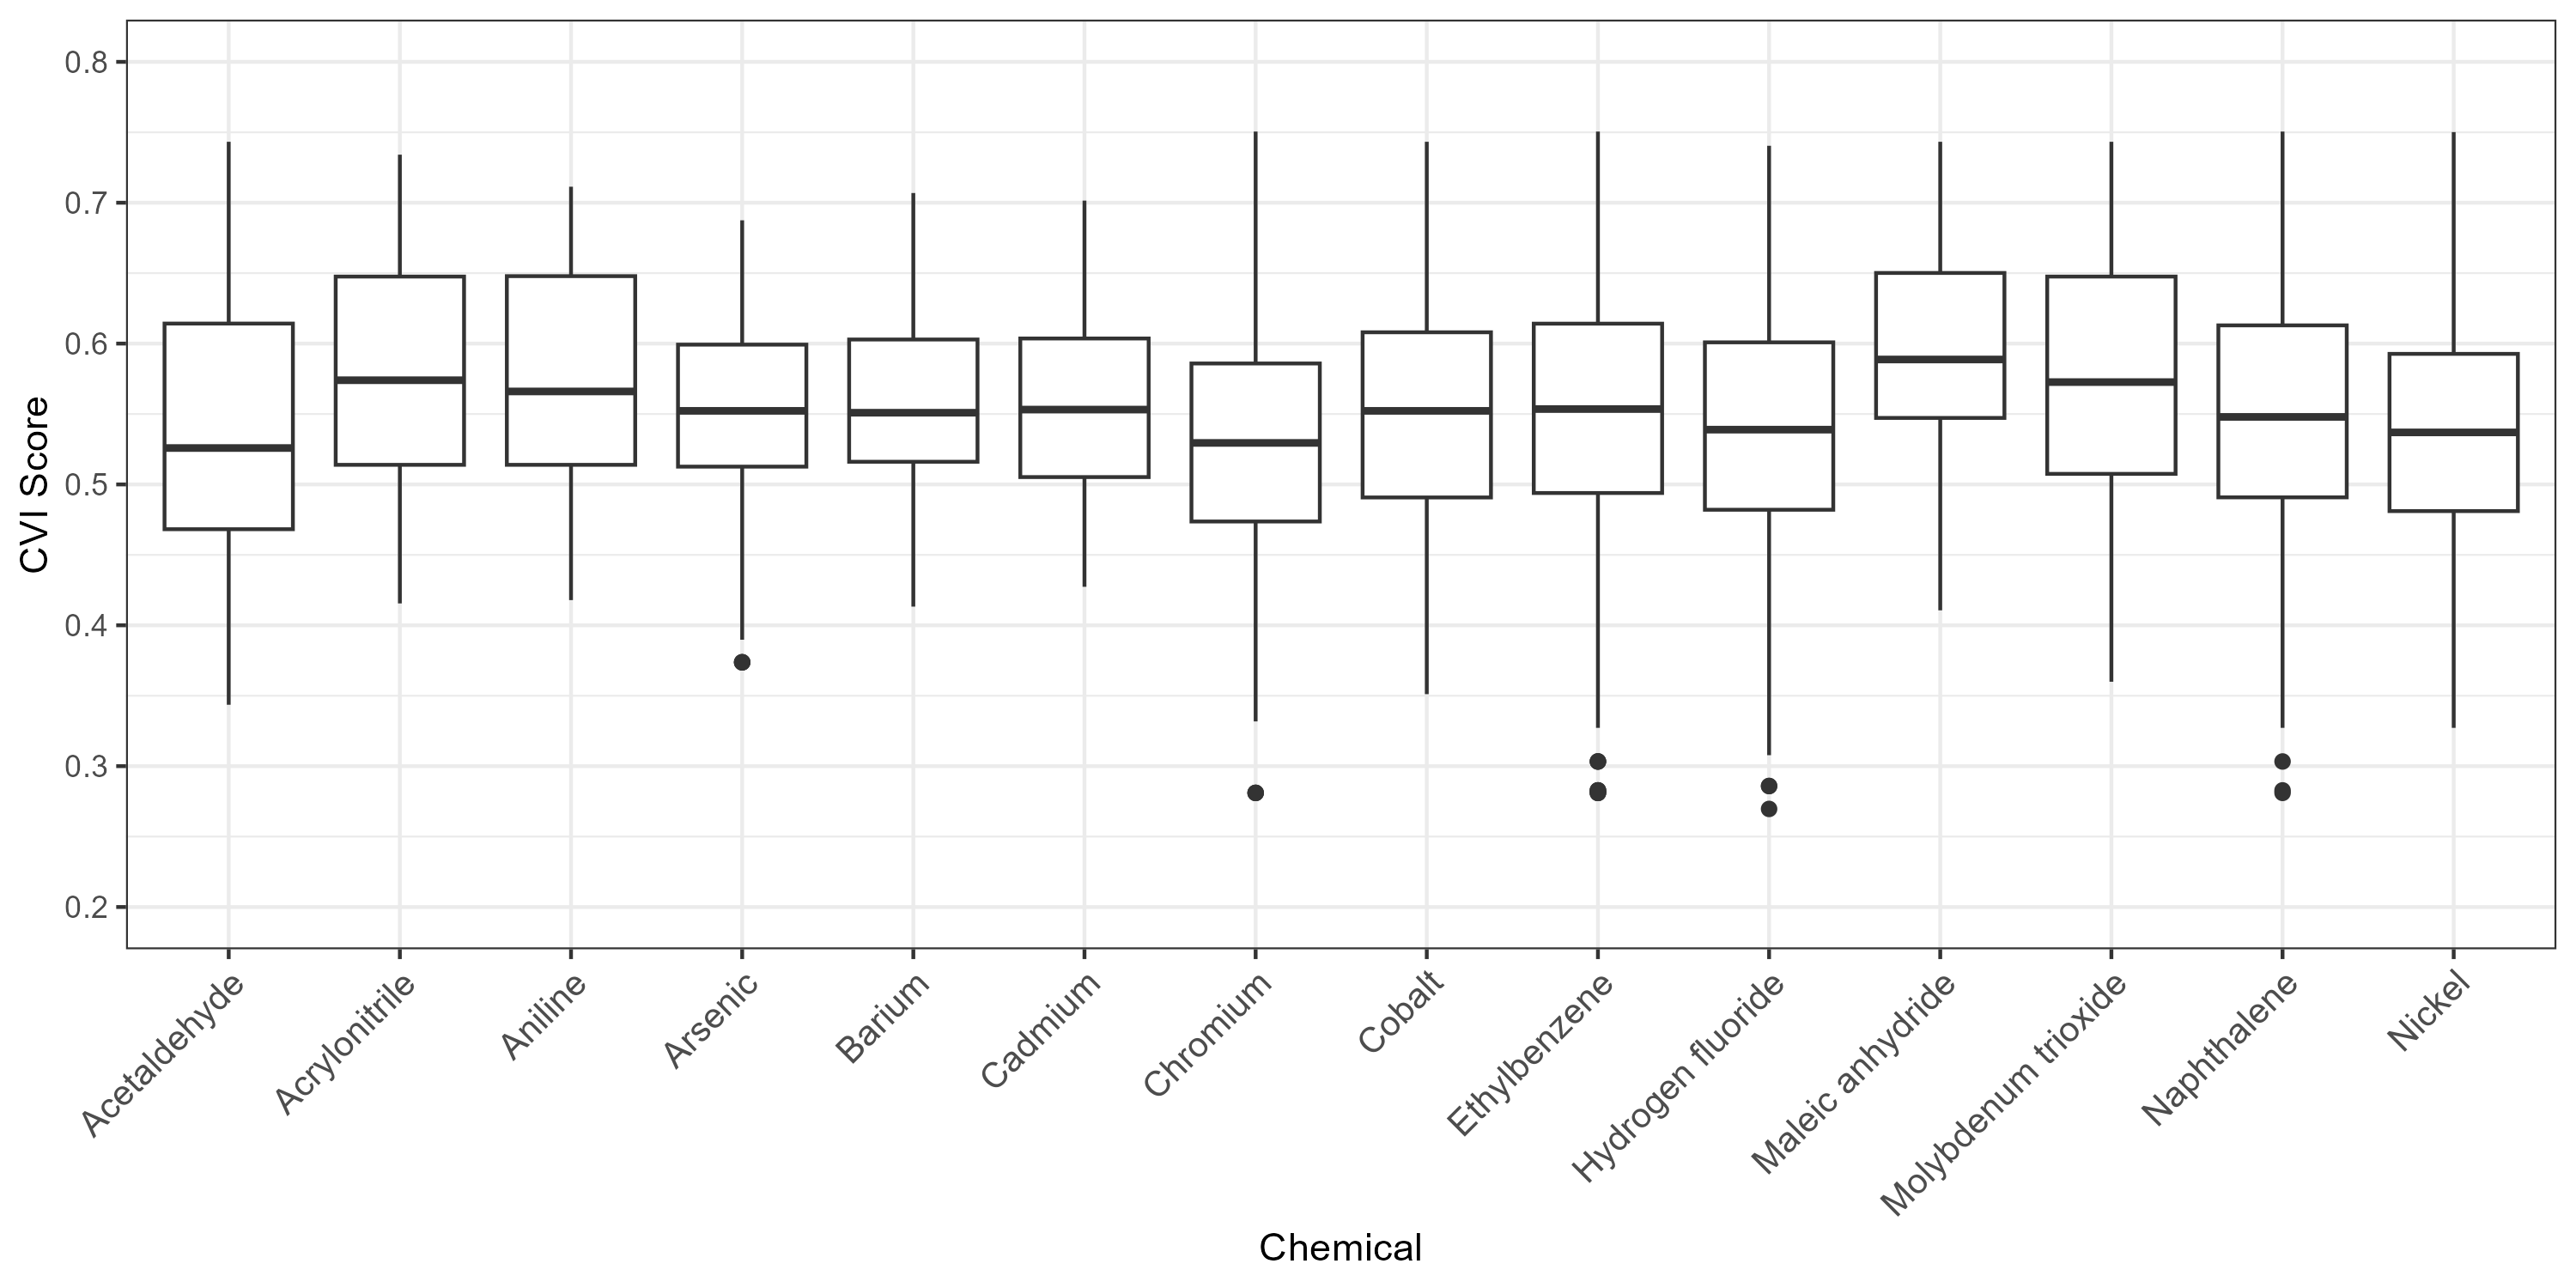 CVI Score
0.8
0.7
0.6
0.5
0.4
0.3
0.2
Acetaldehyde
Acrylonitrile
Aniline
Arsenic
Barium
Cadmium
Chromium
Cobalt
Ethylbenzene
Hydrogen fluoride
Maleic anhydride
Molybdenum trioxide
Naphthalene
Nickel
Chemical